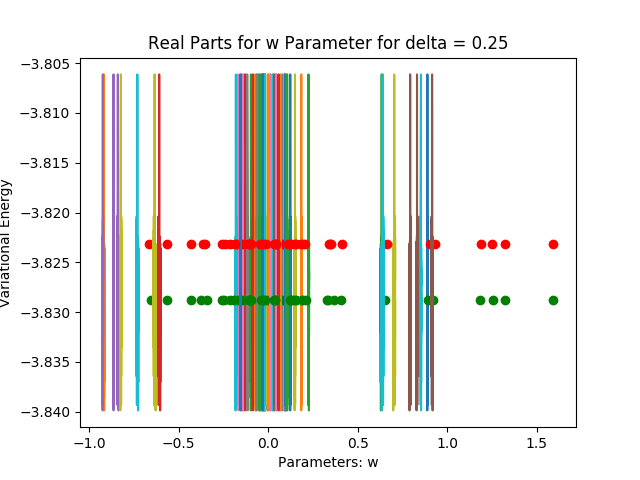 Real Parts for w Parameter for delta = 0.25
Variational Energy
−3.805
−3.810
−3.815
−3.820
−3.825
−3.830
−3.835
−3.840
−1.0 −0.5 0.0 0.5 1.0 1.5
Parameters: w